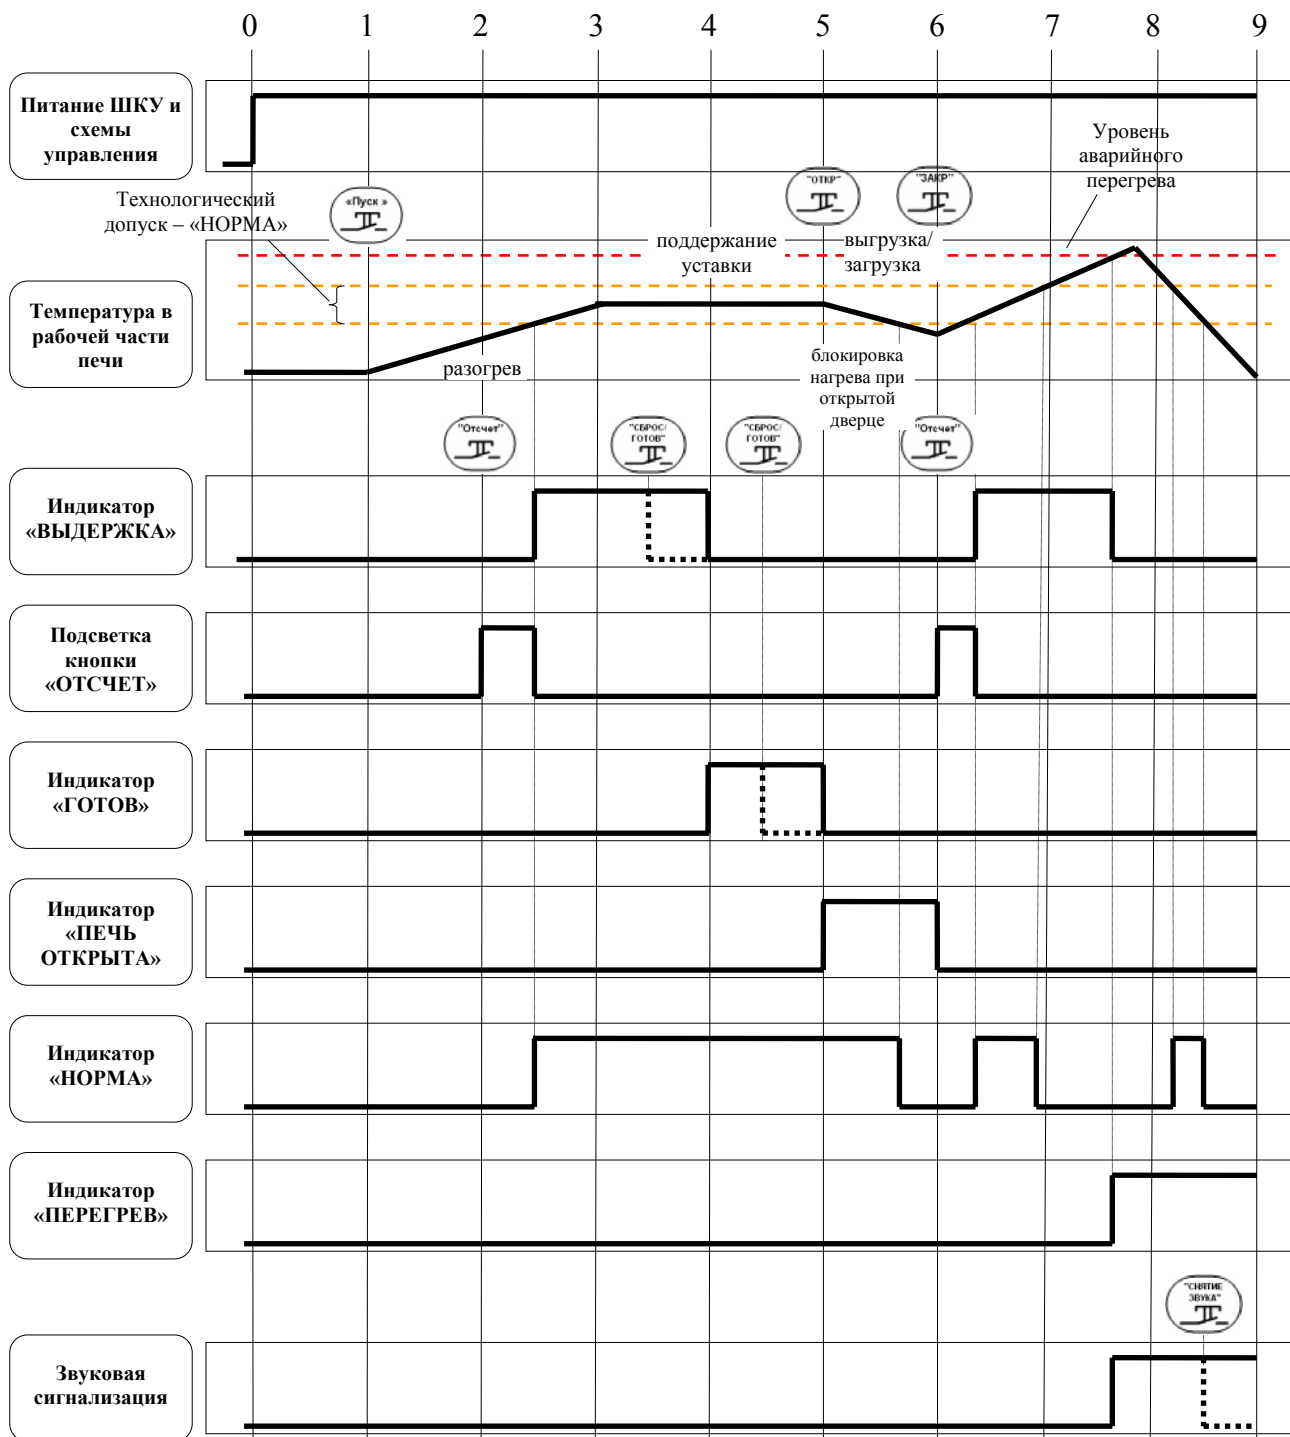 0 1 2 3 4 5 6 7 8 9
Питание ШКУ и
схемы
управления
Уровень
аварийного
перегрева
Технологический
допуск – «НОРМА»
«Пуск »
"ОТКР"
"ЗАКР"
поддержание
уставки
выгрузка/
загрузка
Температура в
рабочей части
печи
разогрев
блокировка
нагрева при
открытой
дверце
"Отсчет"
"СБРОС/
ГОТОВ"
"СБРОС/
ГОТОВ"
"Отсчет"
Индикатор
«ВЫДЕРЖКА»
Подсветка
кнопки
«ОТСЧЕТ»
Индикатор
«ГОТОВ»
Индикатор
«ПЕЧЬ
ОТКРЫТА»
Индикатор
«НОРМА»
Индикатор
«ПЕРЕГРЕВ»
"СНЯТИЕ
ЗВУКА"
Звуковая
сигнализация